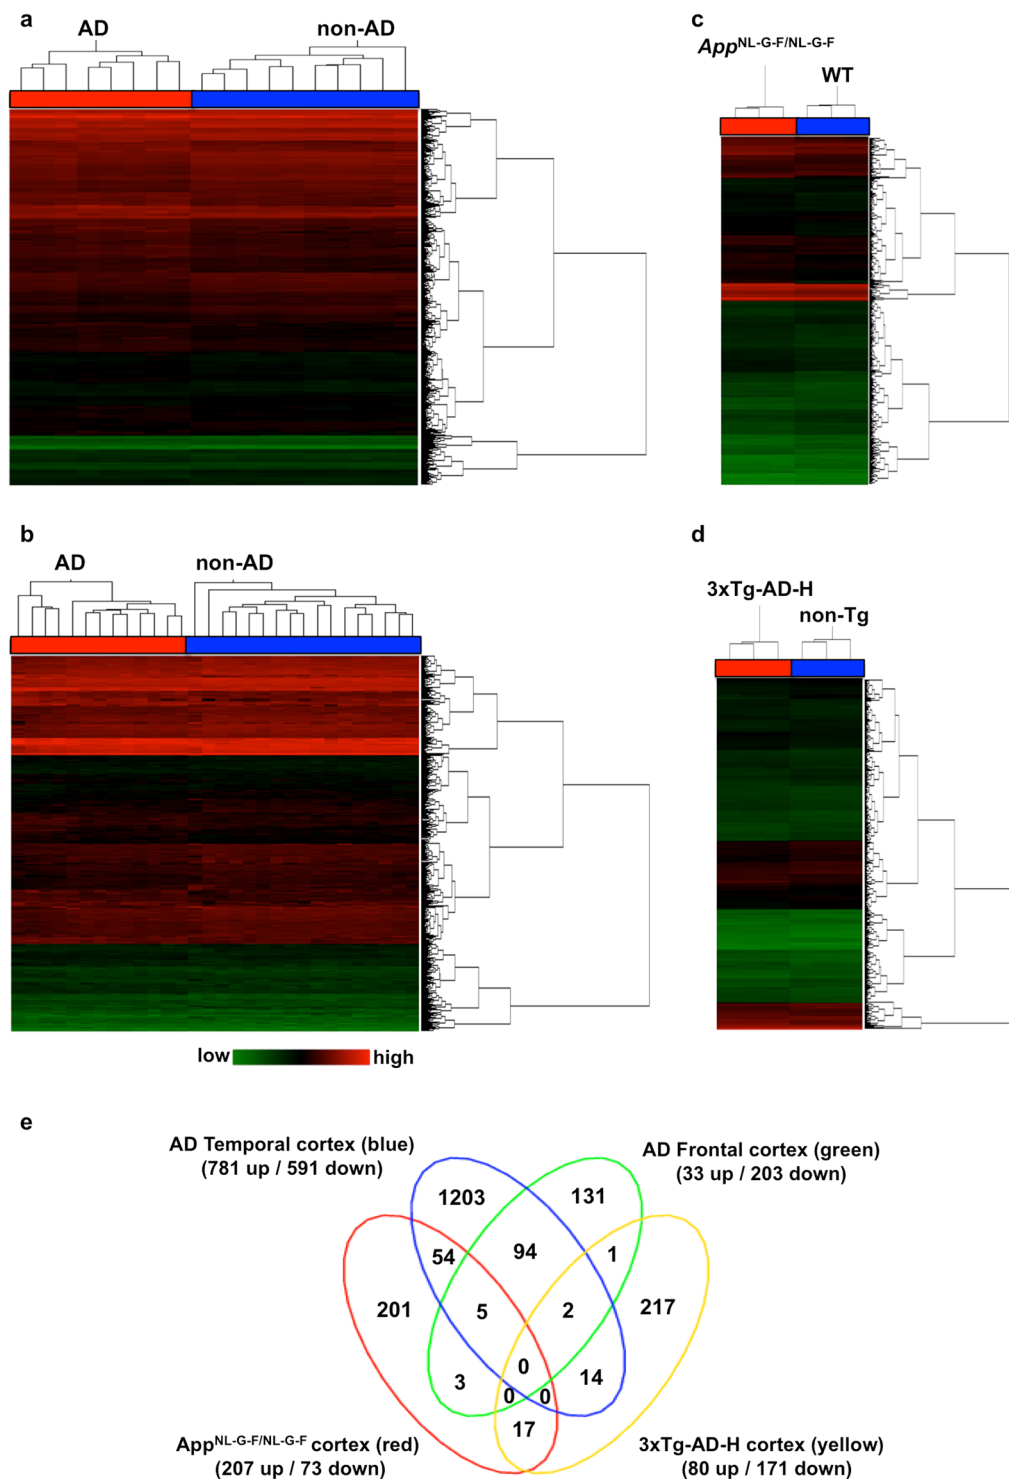 a
AD
non-AD
c
App^NL-G-F/NL-G-F
WT
b
AD
non-AD
d
3xTg-AD-H
non-Tg
low
high
e
AD Temporal cortex (blue)
(781 up / 591 down)
AD Frontal cortex (green)
(33 up / 203 down)
1203
131
54
94
1
201
5
2
217
0
3
0
0
14
17
App^NL-G-F/NL-G-F cortex (red)
(207 up / 73 down)
3xTg-AD-H cortex (yellow)
(80 up / 171 down)